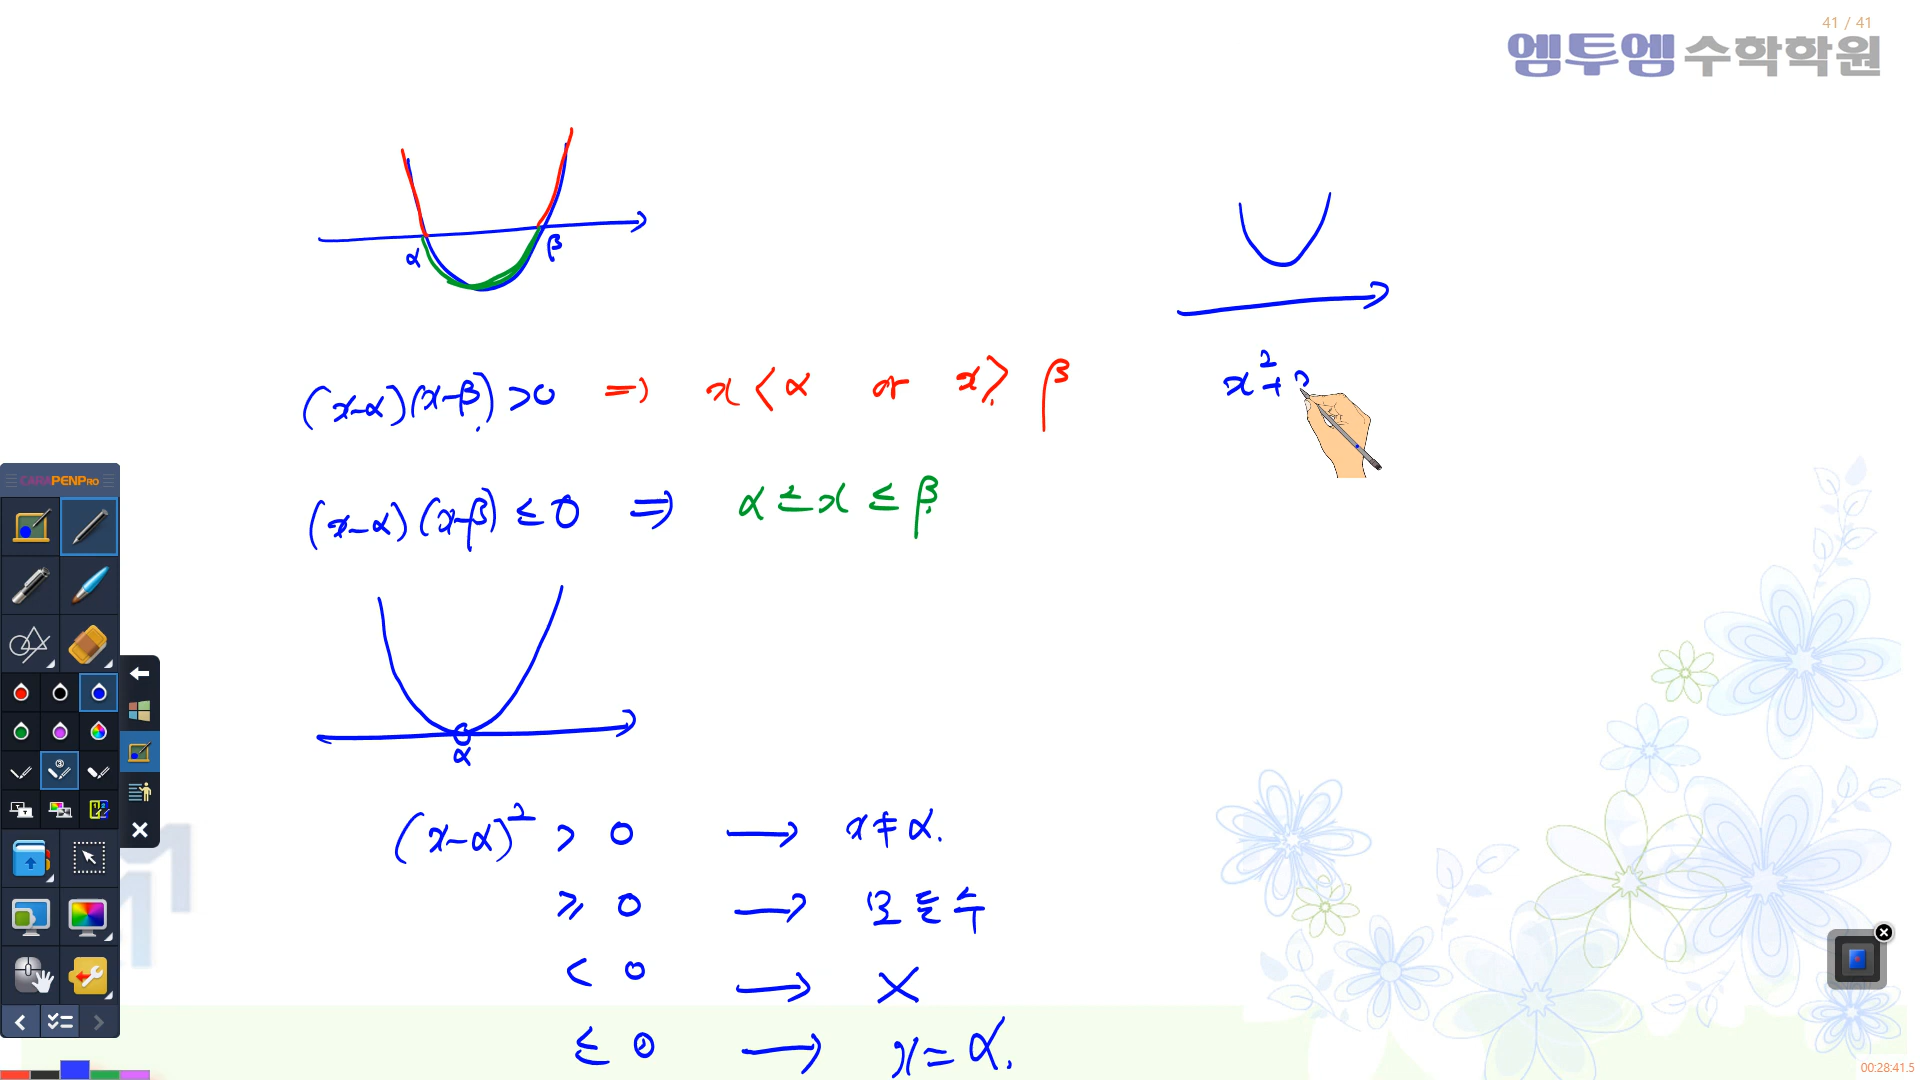 41 / 41
엠투엠 수학학원
α β
(x-α)(x-β) > 0 ⇒ x < α or x > β
(x-α)(x-β) ≤ 0 ⇒ α ≤ x ≤ β
x² +
CARAPENPRO
α
(x-α)² > 0 → x ≠ α.
≥ 0 → 모든 수
< 0 → X
≤ 0 → x = α.
00:28:41.5